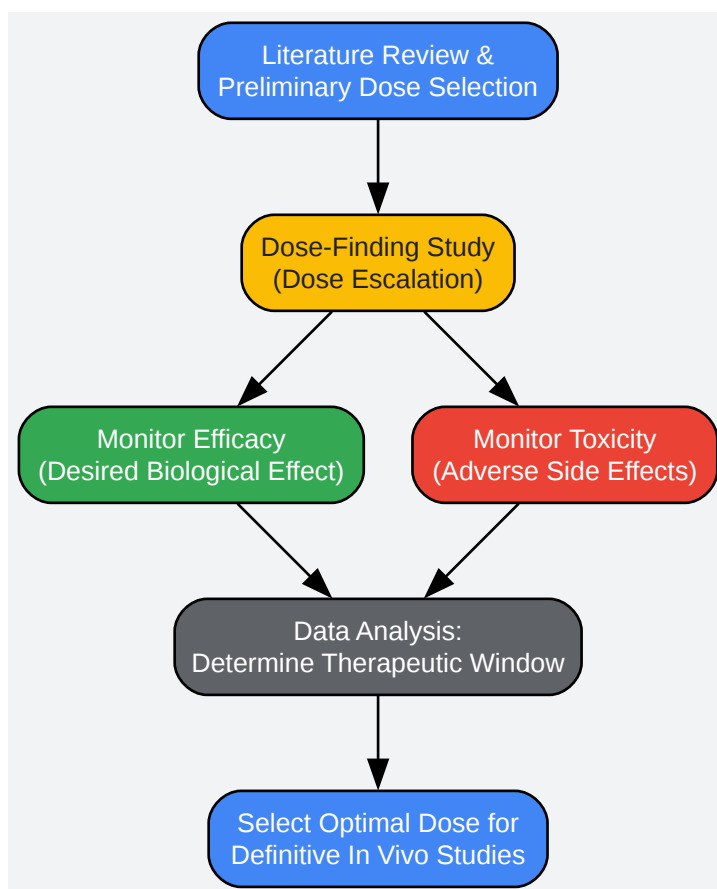 Literature Review &
Preliminary Dose Selection
Dose-Finding Study
(Dose Escalation)
Monitor Efficacy
(Desired Biological Effect)
Monitor Toxicity
(Adverse Side Effects)
Data Analysis:
Determine Therapeutic Window
Select Optimal Dose for
Definitive In Vivo Studies